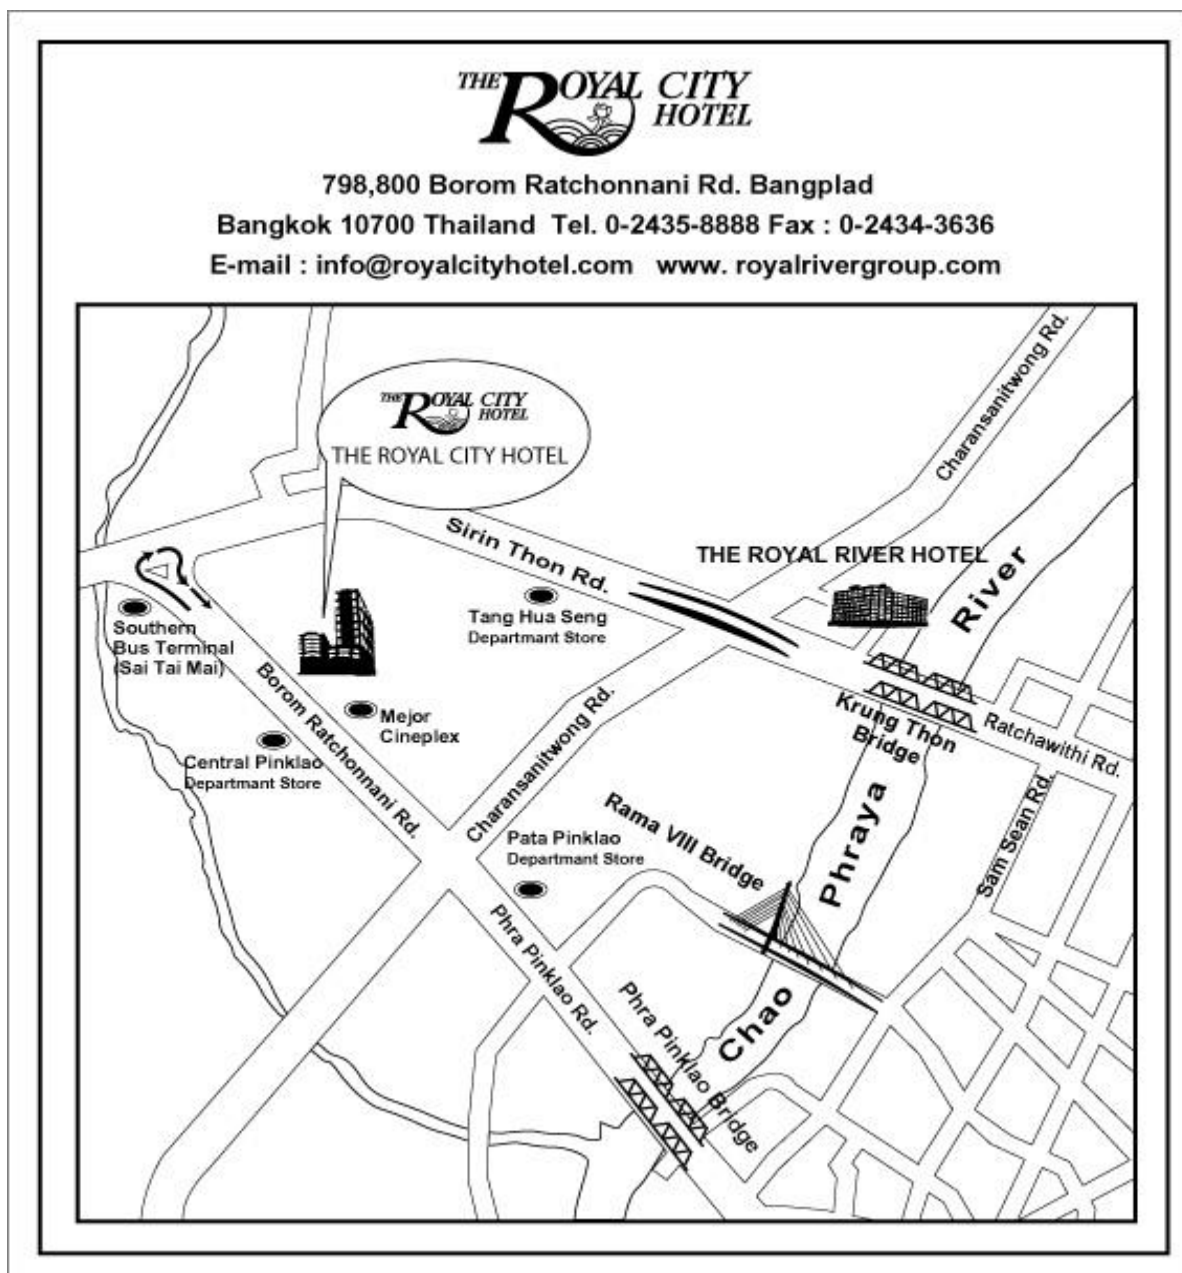 THE ROYAL CITY
HOTEL
798,800 Borom Ratchonnani Rd. Bangplad
Bangkok 10700 Thailand  Tel. 0-2435-8888 Fax : 0-2434-3636
E-mail : info@royalcityhotel.com   www. royalrivergroup.com
Charansanitwong Rd.
THE ROYAL CITY
HOTEL
THE ROYAL CITY HOTEL
Sirin Thon Rd.
THE ROYAL RIVER HOTEL
River
Tang Hua Seng
Departmant Store
Southern
Bus Terminal
(Sai Tai Mai)
Borom Ratchonnani Rd.
Mejor
Cineplex
Central Pinklao
Departmant Store
Charansanitwong Rd.
Krung Thon
Bridge
Ratchawithi Rd.
Sam Sean Rd.
Rama VIII Bridge
Phraya
Pata Pinklao
Departmant Store
Phra Pinklao Rd.
Phra Pinklao Bridge
Chao